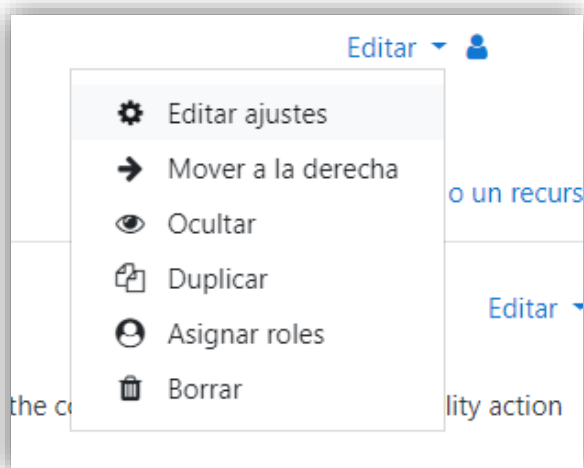 Editar
Editar ajustes
Mover a la derecha
o un recurs
Ocultar
Duplicar
Editar
Asignar roles
Borrar
the co lity action